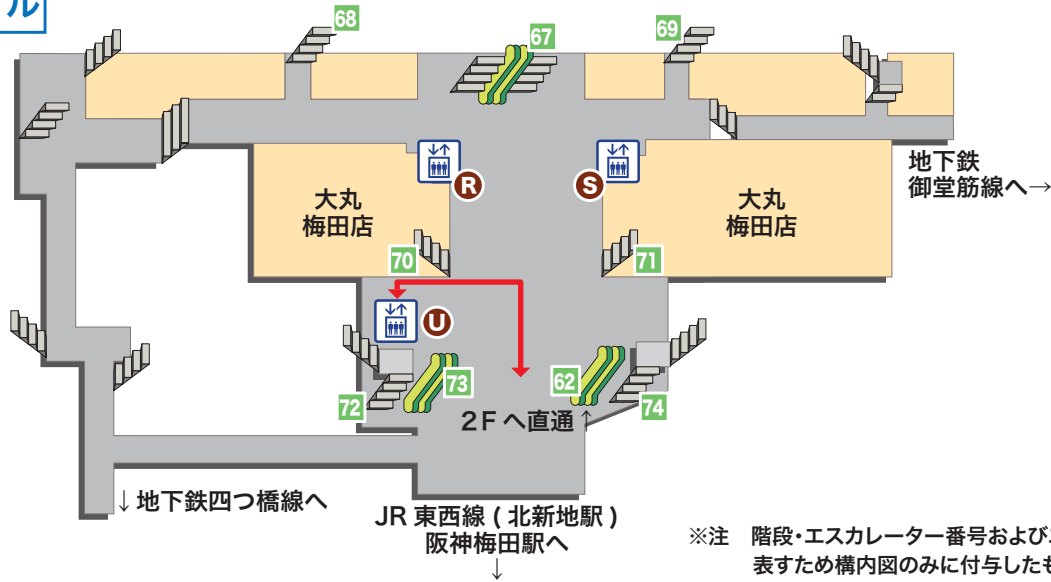 ル
68
67
69
R
S
地下鉄
御堂筋線へ→
大丸
梅田店
大丸
梅田店
70
71
U
73
62
72
74
2Fへ直通↑
↓地下鉄四つ橋線へ
JR 東西線 ( 北新地駅 )
阪神梅田駅へ
↓
※注 階段・エスカレーター番号および
表すため構内図のみに付与した